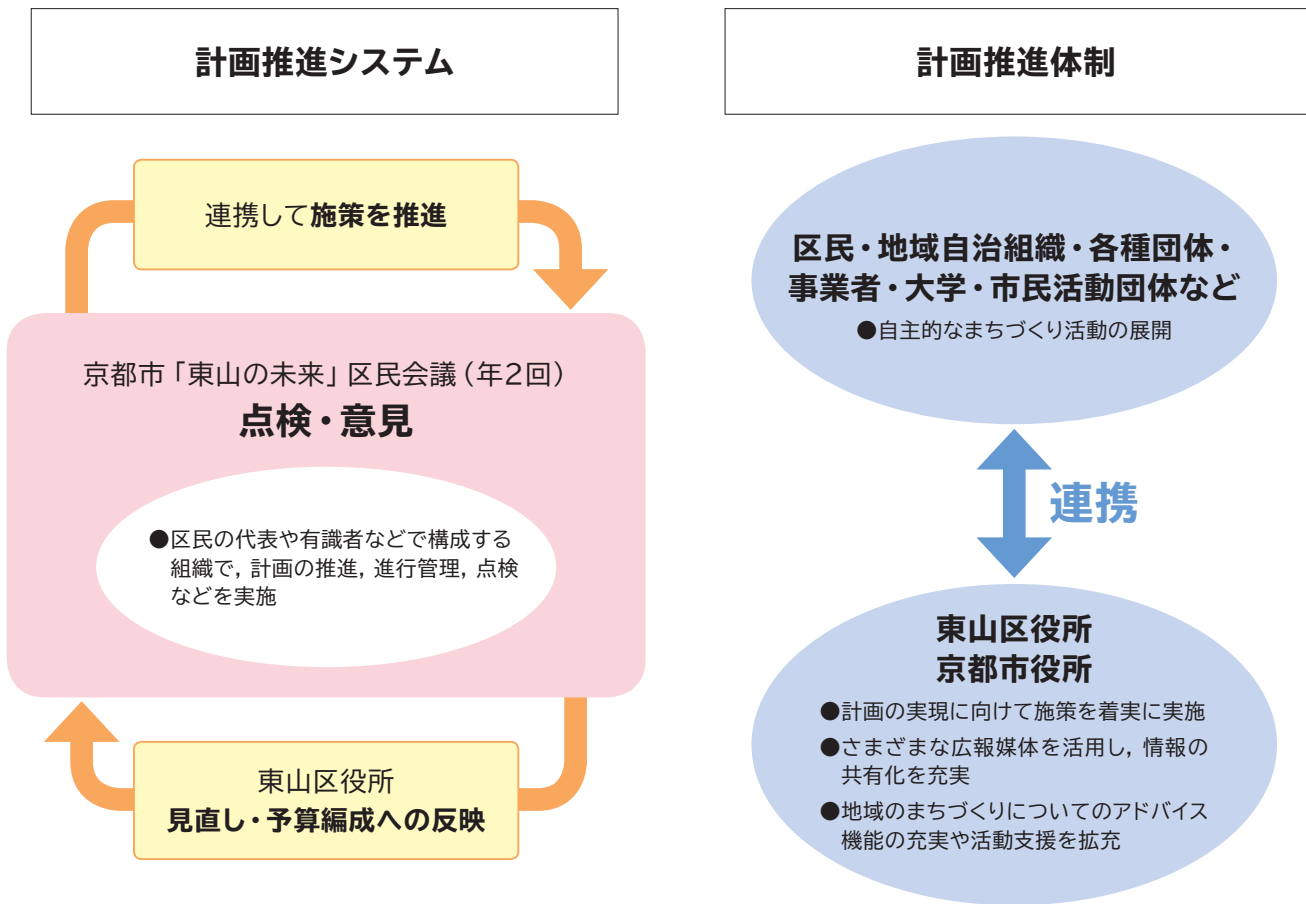 計画推進システム
連携して施策を推進
京都市「東山の未来」区民会議(年2回)
点検・意見
●区民の代表や有識者などで構成する
組織で,計画の推進,進行管理,点検
などを実施
東山区役所
見直し・予算編成への反映
計画推進体制
区民・地域自治組織・各種団体・
事業者・大学・市民活動団体など
●自主的なまちづくり活動の展開
連携
東山区役所
京都市役所
●計画の実現に向けて施策を着実に実施
●さまざまな広報媒体を活用し,情報の
共有化を充実
●地域のまちづくりについてのアドバイス
機能の充実や活動支援を拡充